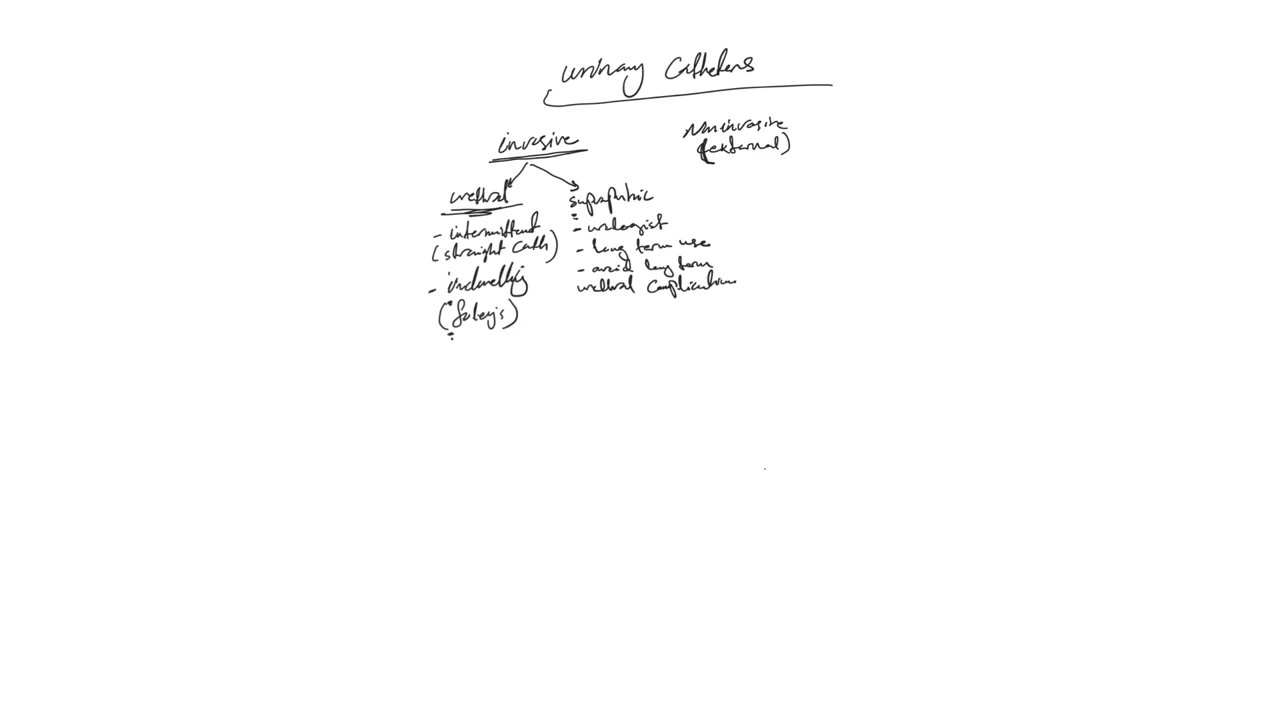 urinary Catheters
invasive
Noninvasive
(external)
urethral
- intermittent
(straight Cath)
- indwelling
(foley's)
suprapubic
- urologist
- long term use
- avoid long term
urethral complications